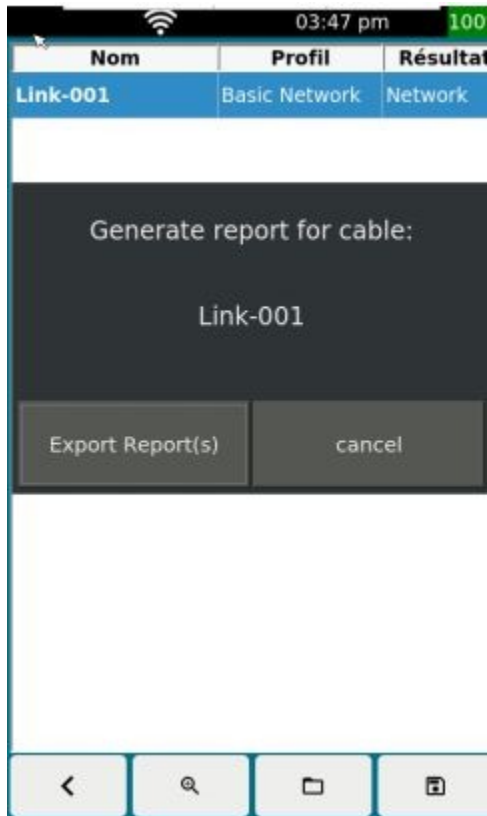 03:47 pm 100
Nom Profil Résultat
Link-001 Basic Network Network
Generate report for cable:
Link-001
Export Report(s) cancel